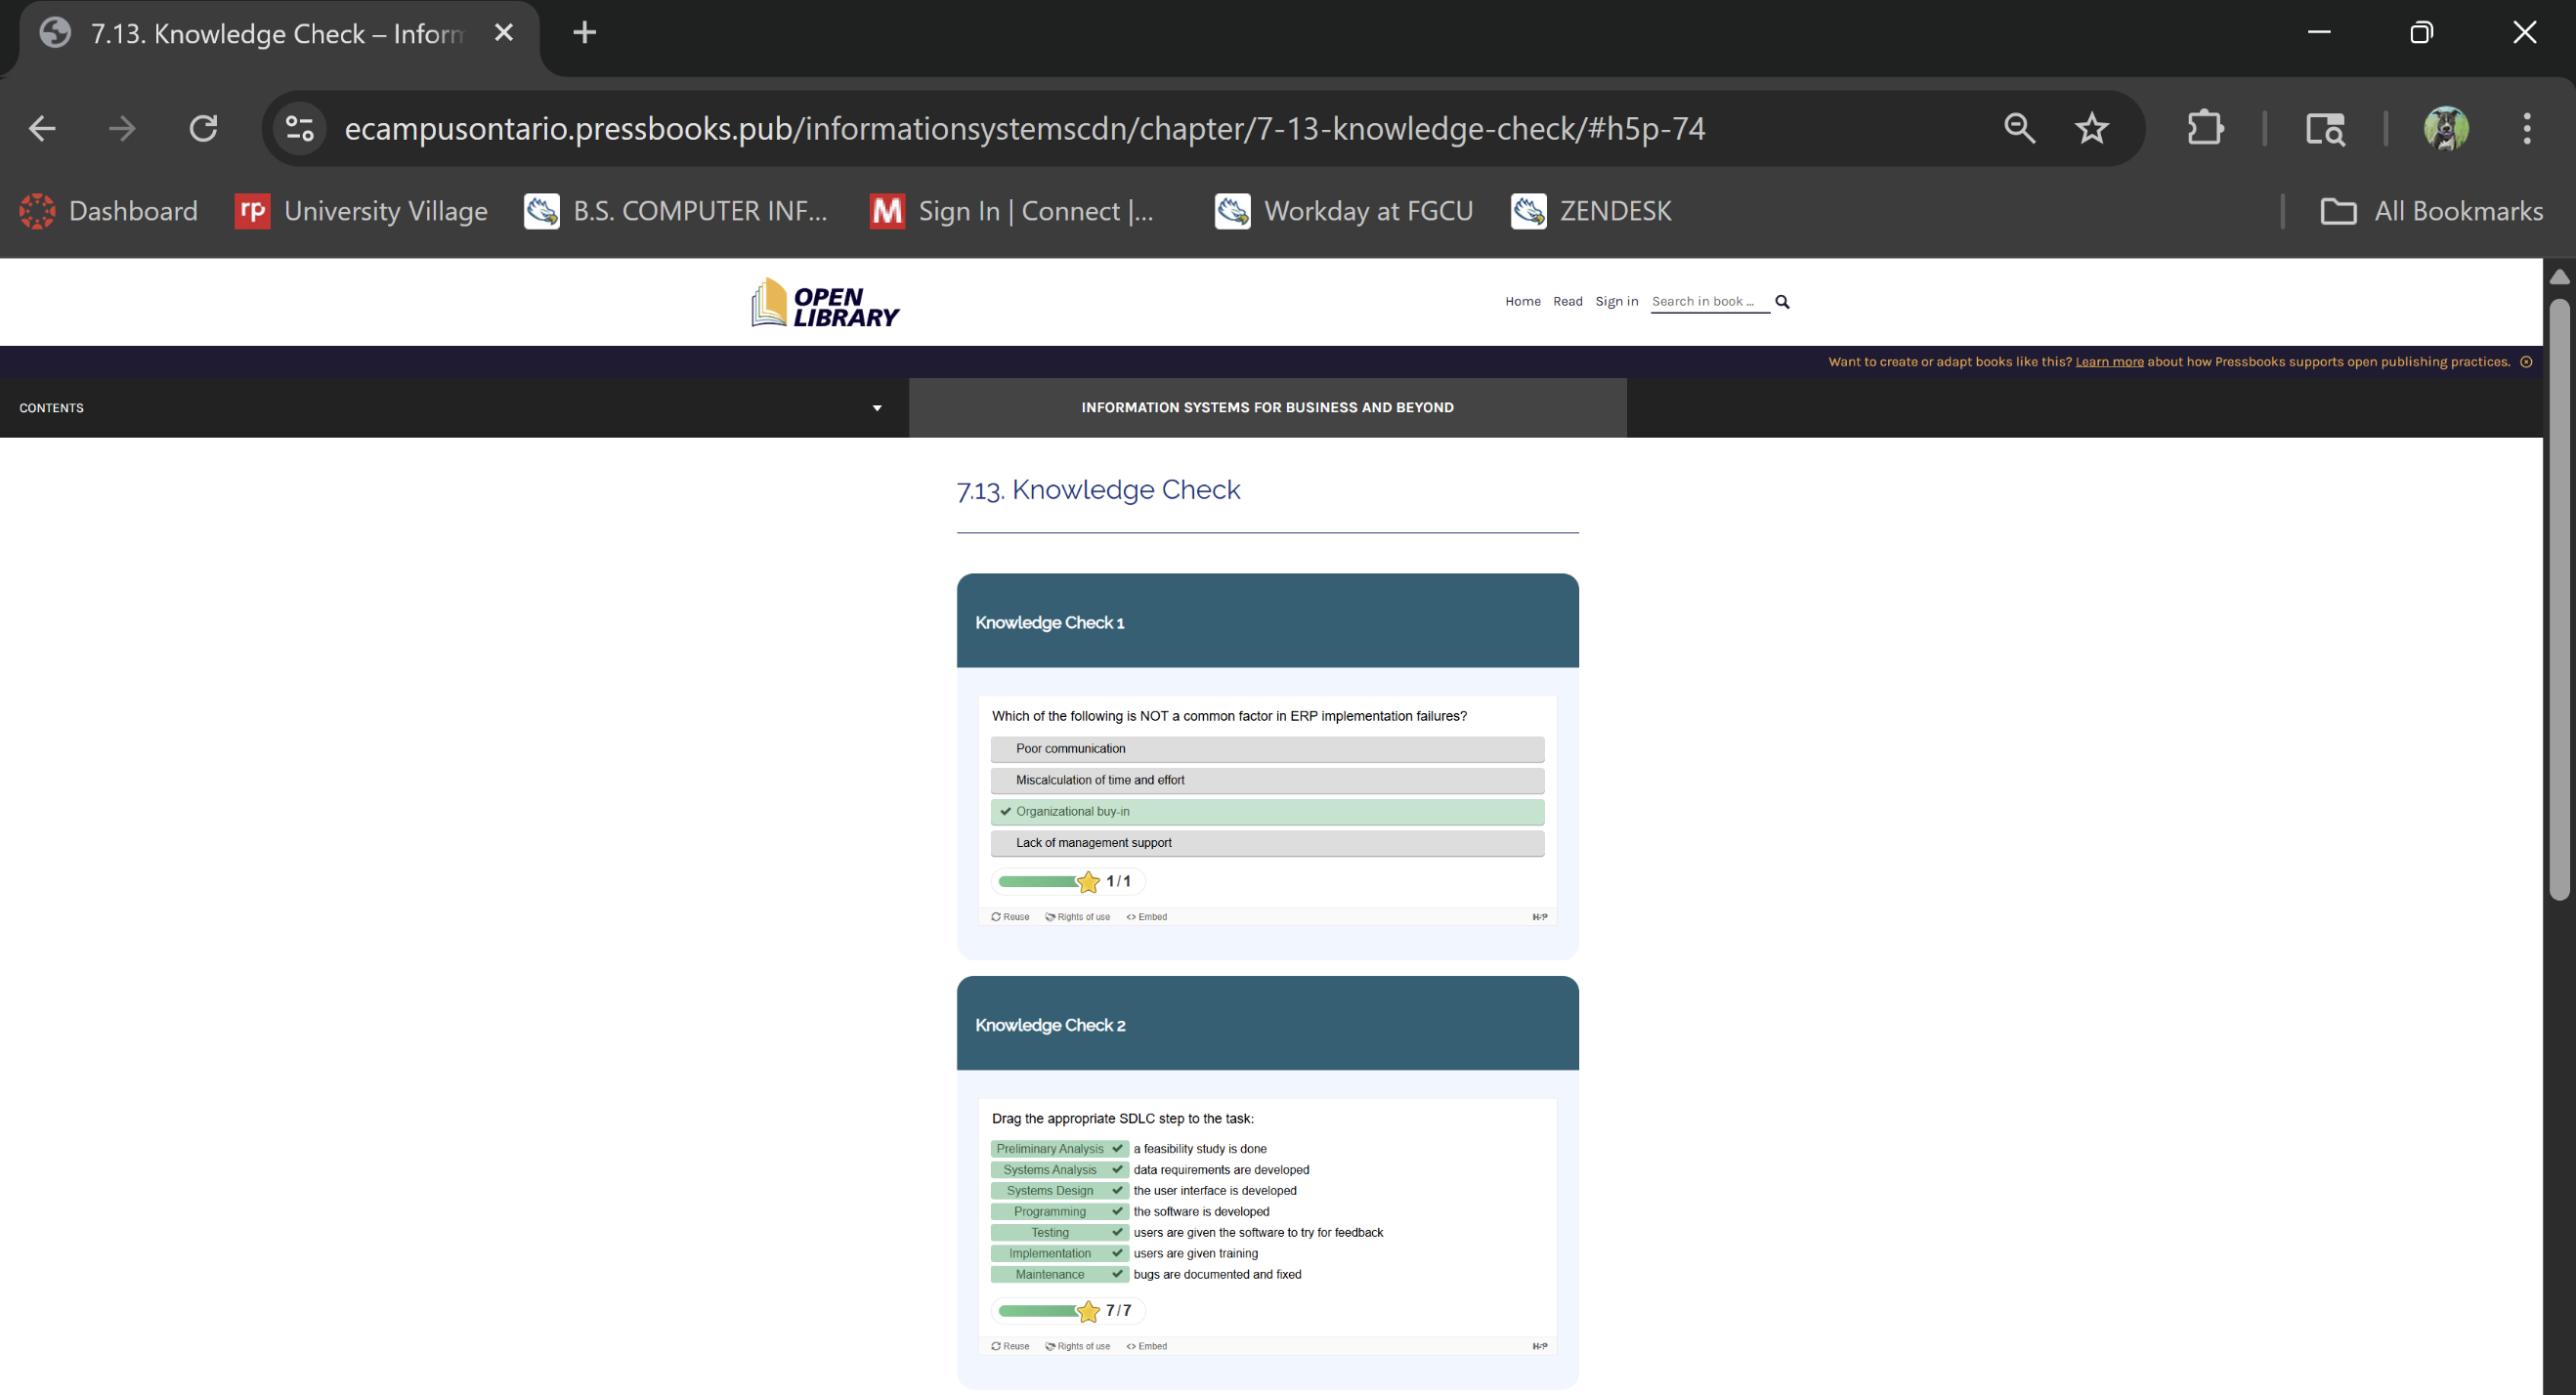 7.13. Knowledge Check – Inform
ecampusontario.pressbooks.pub/informationsystemscdn/chapter/7-13-knowledge-check/#h5p-74
Dashboard
rp University Village
B.S. COMPUTER INF...
M Sign In | Connect |...
Workday at FGCU
ZENDESK
All Bookmarks
OPEN
LIBRARY
Home Read Sign in Search in book ...
Want to create or adapt books like this? Learn more about how Pressbooks supports open publishing practices.
CONTENTS
INFORMATION SYSTEMS FOR BUSINESS AND BEYOND
7.13. Knowledge Check
Knowledge Check 1
Which of the following is NOT a common factor in ERP implementation failures?
Poor communication
Miscalculation of time and effort
Organizational buy-in
Lack of management support
1/1
Reuse Rights of use <> Embed H5P
Knowledge Check 2
Drag the appropriate SDLC step to the task:
Preliminary Analysis a feasibility study is done
Systems Analysis data requirements are developed
Systems Design the user interface is developed
Programming the software is developed
Testing users are given the software to try for feedback
Implementation users are given training
Maintenance bugs are documented and fixed
7/7
Reuse Rights of use <> Embed H5P